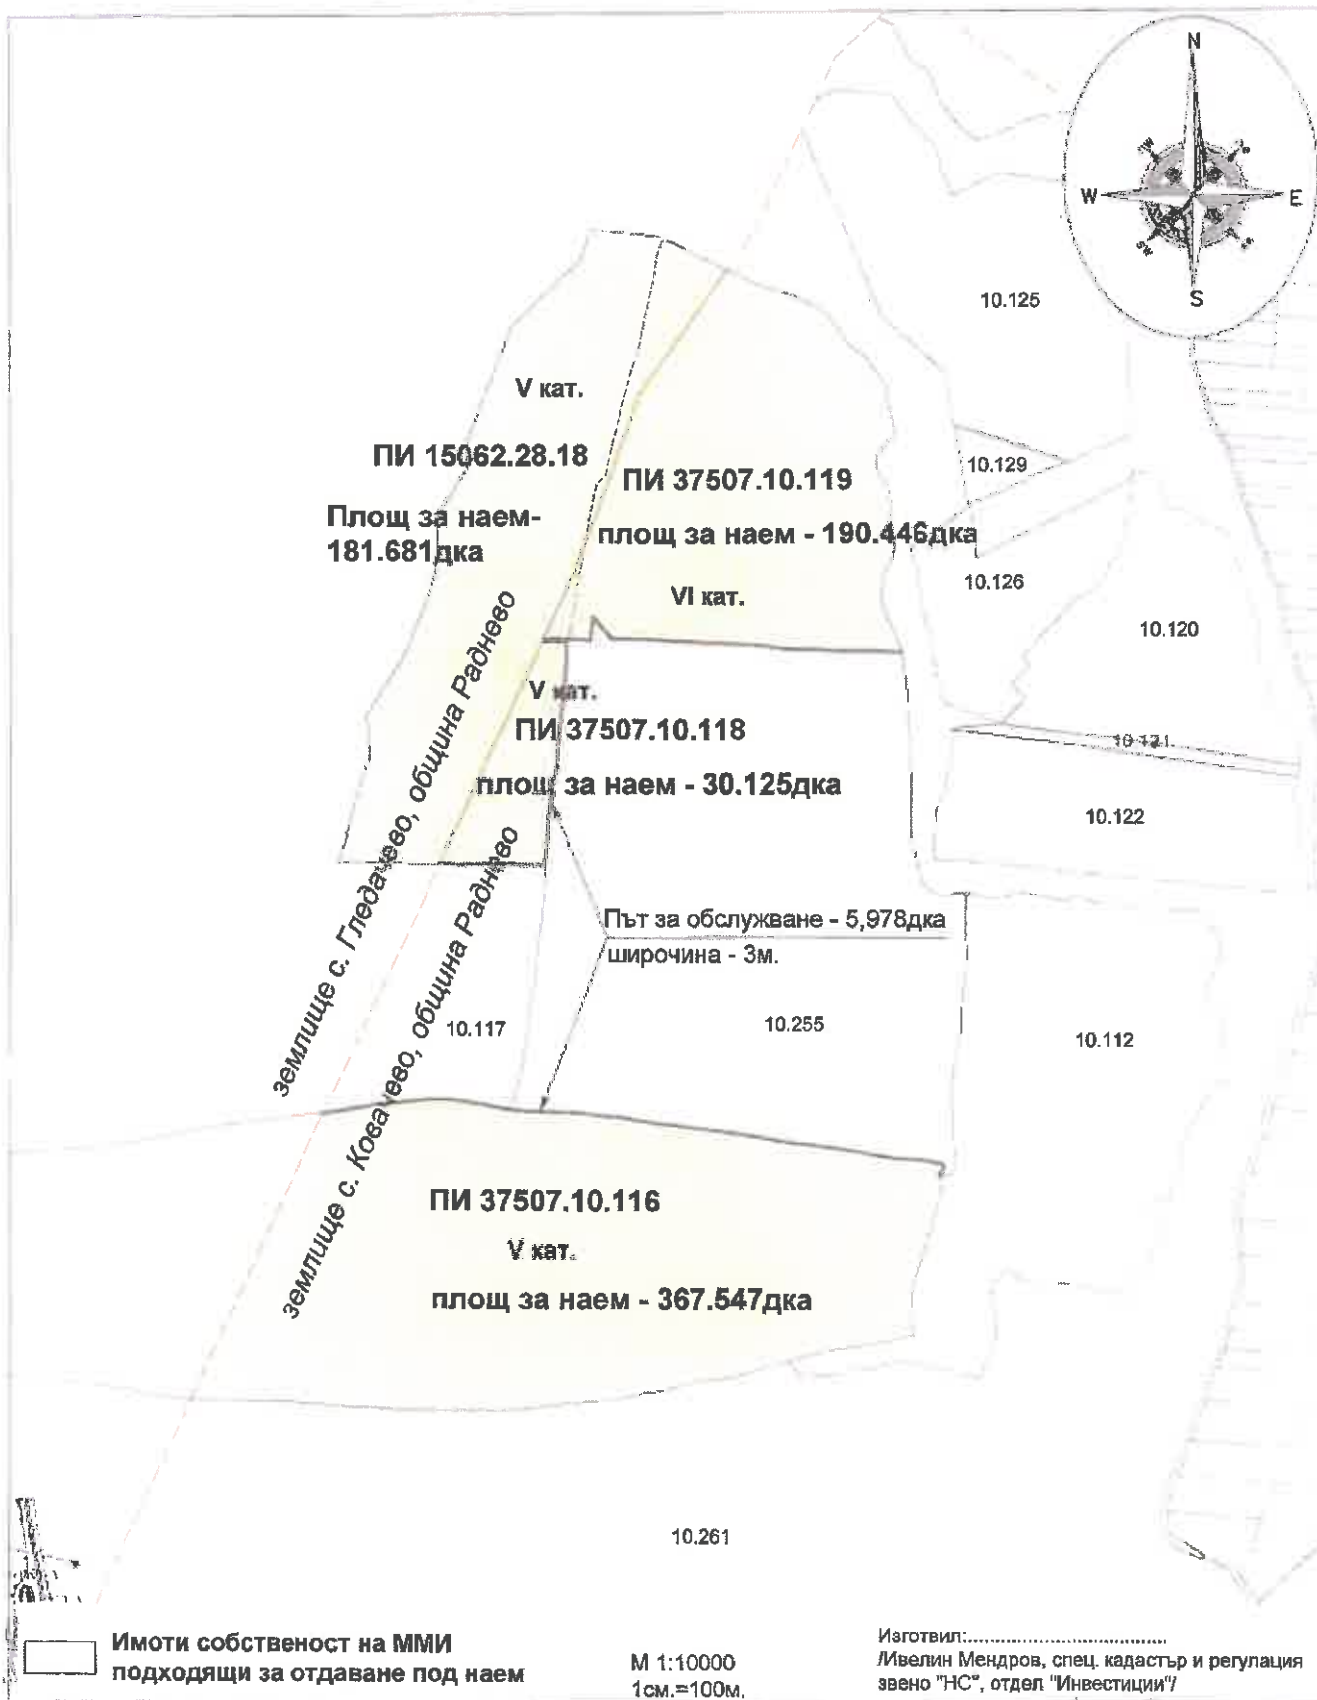 N
W
E
S
10.125
V кат.
ПИ 15062.28.18
Площ за наем-
181.681дка
10.129
ПИ 37507.10.119
площ за наем - 190.446дка
VI кат.
10.126
10.120
V кат.
ПИ 37507.10.118
площ за наем - 30.125дка
10.121
10.122
землище с. Гледачево, община Раднево
землище с. Ковачево, община Раднево
Път за обслужване - 5,978дка
широчина - 3м.
10.117
10.255
10.112
ПИ 37507.10.116
V кат.
площ за наем - 367.547дка
10.261
Имоти собственост на ММИ
подходящи за отдаване под наем
М 1:10000
1см.=100м.
Изготвил:....................................
/Ивелин Мендров, спец. кадастър и регулация
звено "НС", отдел "Инвестиции"/